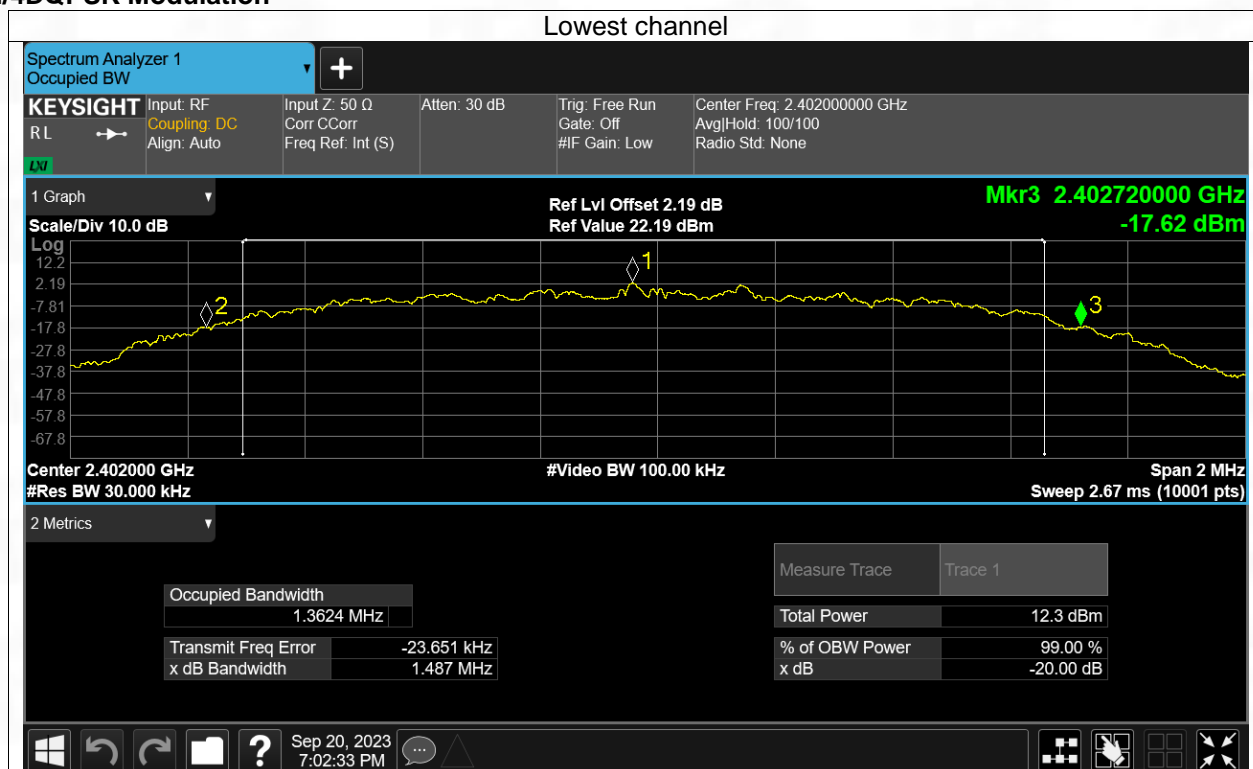 /4DQPSK Modulation
Lowest channel
Spectrum Analyzer 1
Occupied BW
+
KEYSIGHT
R L
LXI
Input: RF
Coupling: DC
Align: Auto
Input Z: 50 Ω
Corr CCorr
Freq Ref: Int (S)
Atten: 30 dB
Trig: Free Run
Gate: Off
#IF Gain: Low
Center Freq: 2.402000000 GHz
Avg|Hold: 100/100
Radio Std: None
1 Graph
Scale/Div 10.0 dB
Ref Lvl Offset 2.19 dB
Ref Value 22.19 dBm
Mkr3 2.402720000 GHz
-17.62 dBm
Log
12.2
2.19
-7.81
-17.8
-27.8
-37.8
-47.8
-57.8
-67.8
1
2
3
Center 2.402000 GHz
#Res BW 30.000 kHz
#Video BW 100.00 kHz
Span 2 MHz
Sweep 2.67 ms (10001 pts)
2 Metrics
Measure Trace Trace 1
Occupied Bandwidth
1.3624 MHz
Total Power 12.3 dBm
Transmit Freq Error -23.651 kHz
% of OBW Power 99.00 %
x dB Bandwidth 1.487 MHz
x dB -20.00 dB
?
Sep 20, 2023
7:02:33 PM